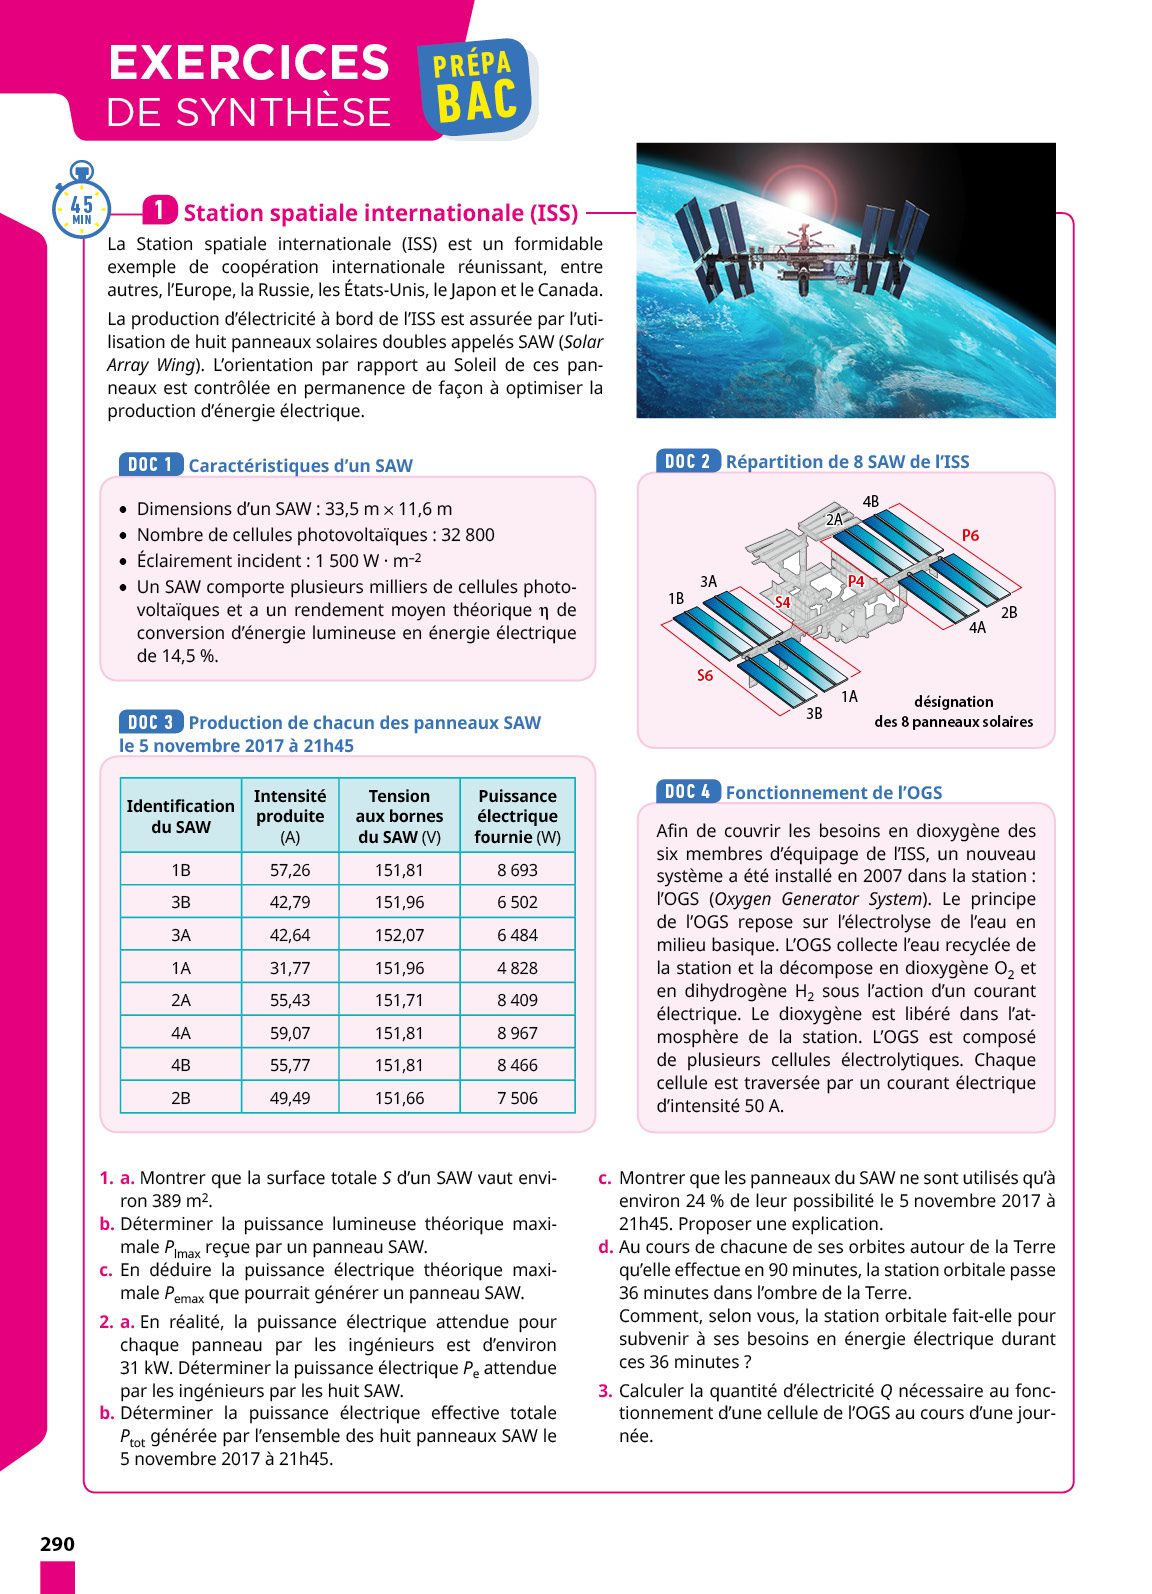 EXERCICES
DE SYNTHÈSE
PRÉPA
BAC
45
MIN
1 Station spatiale internationale (ISS)
La Station spatiale internationale (ISS) est un formidable
exemple de coopération internationale réunissant, entre
autres, l’Europe, la Russie, les États-Unis, le Japon et le Canada.
La production d’électricité à bord de l’ISS est assurée par l’uti-
lisation de huit panneaux solaires doubles appelés SAW (Solar
Array Wing). L’orientation par rapport au Soleil de ces pan-
neaux est contrôlée en permanence de façon à optimiser la
production d’énergie électrique.
DOC 1 Caractéristiques d’un SAW
• Dimensions d’un SAW : 33,5 m × 11,6 m
• Nombre de cellules photovoltaïques : 32 800
• Éclairement incident : 1 500 W · m–2
• Un SAW comporte plusieurs milliers de cellules photo-
voltaïques et a un rendement moyen théorique η de
conversion d’énergie lumineuse en énergie électrique
de 14,5 %.
DOC 2 Répartition de 8 SAW de l’ISS
4B
2A
P6
3A
P4
1B
S4
2B
4A
S6
1A
3B
désignation
des 8 panneaux solaires
DOC 3 Production de chacun des panneaux SAW
le 5 novembre 2017 à 21h45
Identification du SAW | Intensité produite (A) | Tension aux bornes du SAW (V) | Puissance électrique fournie (W)
1B 57,26 151,81 8 693
3B 42,79 151,96 6 502
3A 42,64 152,07 6 484
1A 31,77 151,96 4 828
2A 55,43 151,71 8 409
4A 59,07 151,81 8 967
4B 55,77 151,81 8 466
2B 49,49 151,66 7 506
DOC 4 Fonctionnement de l’OGS
Afin de couvrir les besoins en dioxygène des
six membres d’équipage de l’ISS, un nouveau
système a été installé en 2007 dans la station :
l’OGS (Oxygen Generator System). Le principe
de l’OGS repose sur l’électrolyse de l’eau en
milieu basique. L’OGS collecte l’eau recyclée de
la station et la décompose en dioxygène O2 et
en dihydrogène H2 sous l’action d’un courant
électrique. Le dioxygène est libéré dans l’at-
mosphère de la station. L’OGS est composé
de plusieurs cellules électrolytiques. Chaque
cellule est traversée par un courant électrique
d’intensité 50 A.
1. a. Montrer que la surface totale S d’un SAW vaut envi-
ron 389 m2.
b. Déterminer la puissance lumineuse théorique maxi-
male Plmax reçue par un panneau SAW.
c. En déduire la puissance électrique théorique maxi-
male Pemax que pourrait générer un panneau SAW.
2. a. En réalité, la puissance électrique attendue pour
chaque panneau par les ingénieurs est d’environ
31 kW. Déterminer la puissance électrique Pe attendue
par les ingénieurs par les huit SAW.
b. Déterminer la puissance électrique effective totale
Ptot générée par l’ensemble des huit panneaux SAW le
5 novembre 2017 à 21h45.
c. Montrer que les panneaux du SAW ne sont utilisés qu’à
environ 24 % de leur possibilité le 5 novembre 2017 à
21h45. Proposer une explication.
d. Au cours de chacune de ses orbites autour de la Terre
qu’elle effectue en 90 minutes, la station orbitale passe
36 minutes dans l’ombre de la Terre.
Comment, selon vous, la station orbitale fait-elle pour
subvenir à ses besoins en énergie électrique durant
ces 36 minutes ?
3. Calculer la quantité d’électricité Q nécessaire au fonc-
tionnement d’une cellule de l’OGS au cours d’une jour-
née.
290